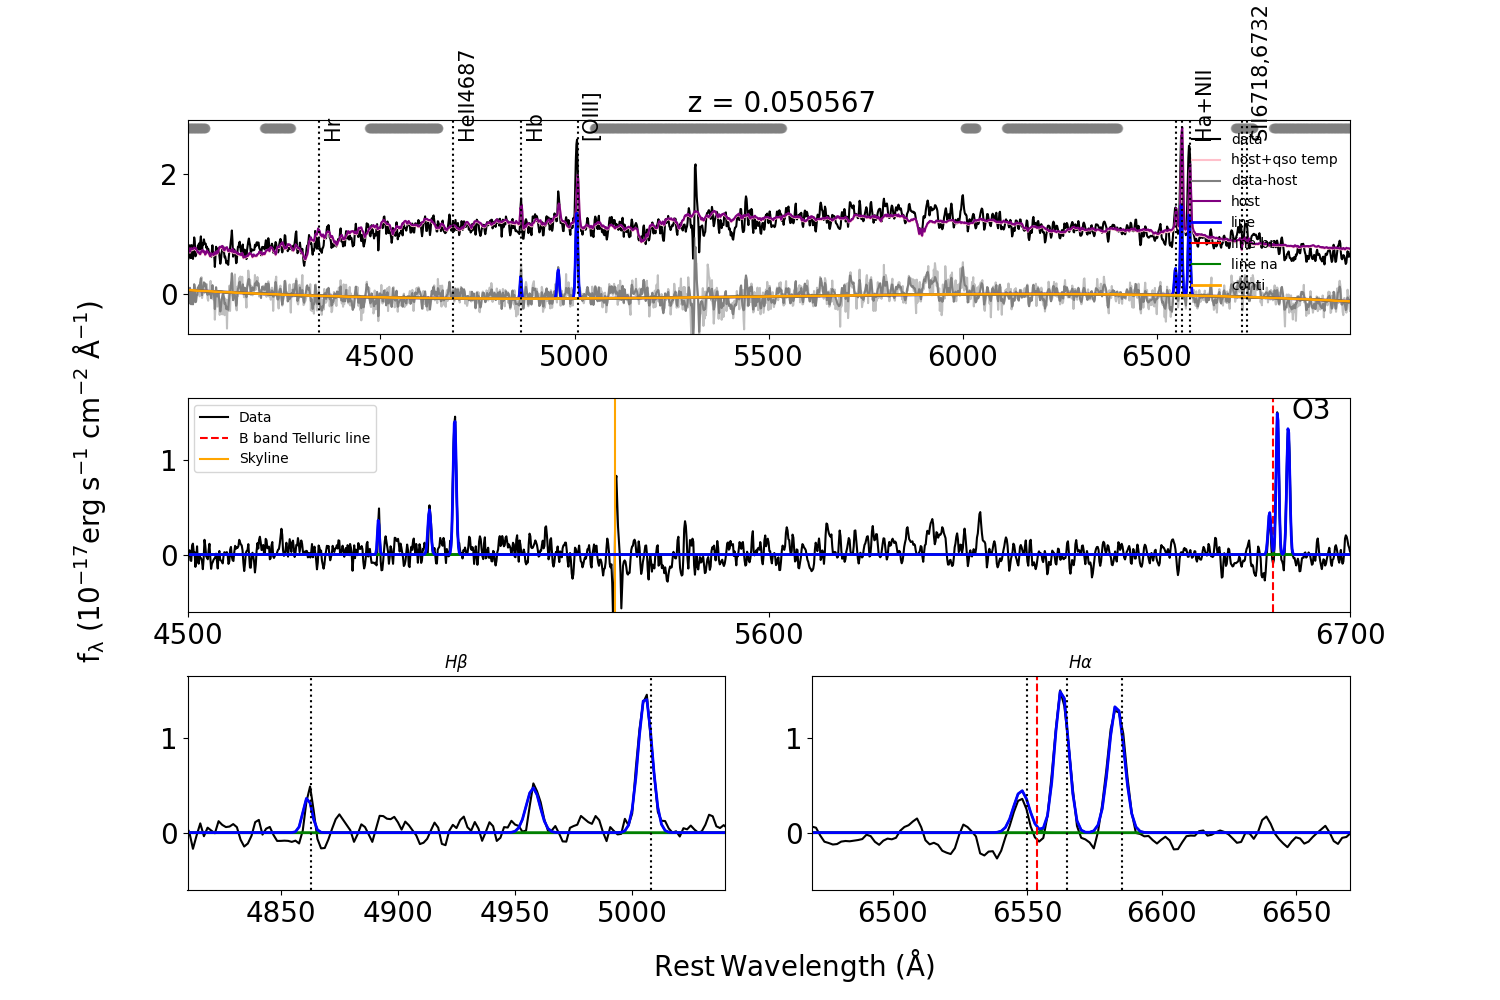 z = 0.050567
Hr
HeII4687
Hb
[OIII]
Ha+NII
SII6718,6732
data
host+qso temp
data-host
host
line
line br
line na
conti
2
0
4500
5000
5500
6000
6500
f_λ (10⁻¹⁷erg s⁻¹ cm⁻² Å⁻¹)
Data
B band Telluric line
Skyline
O3
1
0
4500
5600
6700
Hβ
1
0
4850
4900
4950
5000
Hα
1
0
6500
6550
6600
6650
Rest Wavelength (Å)